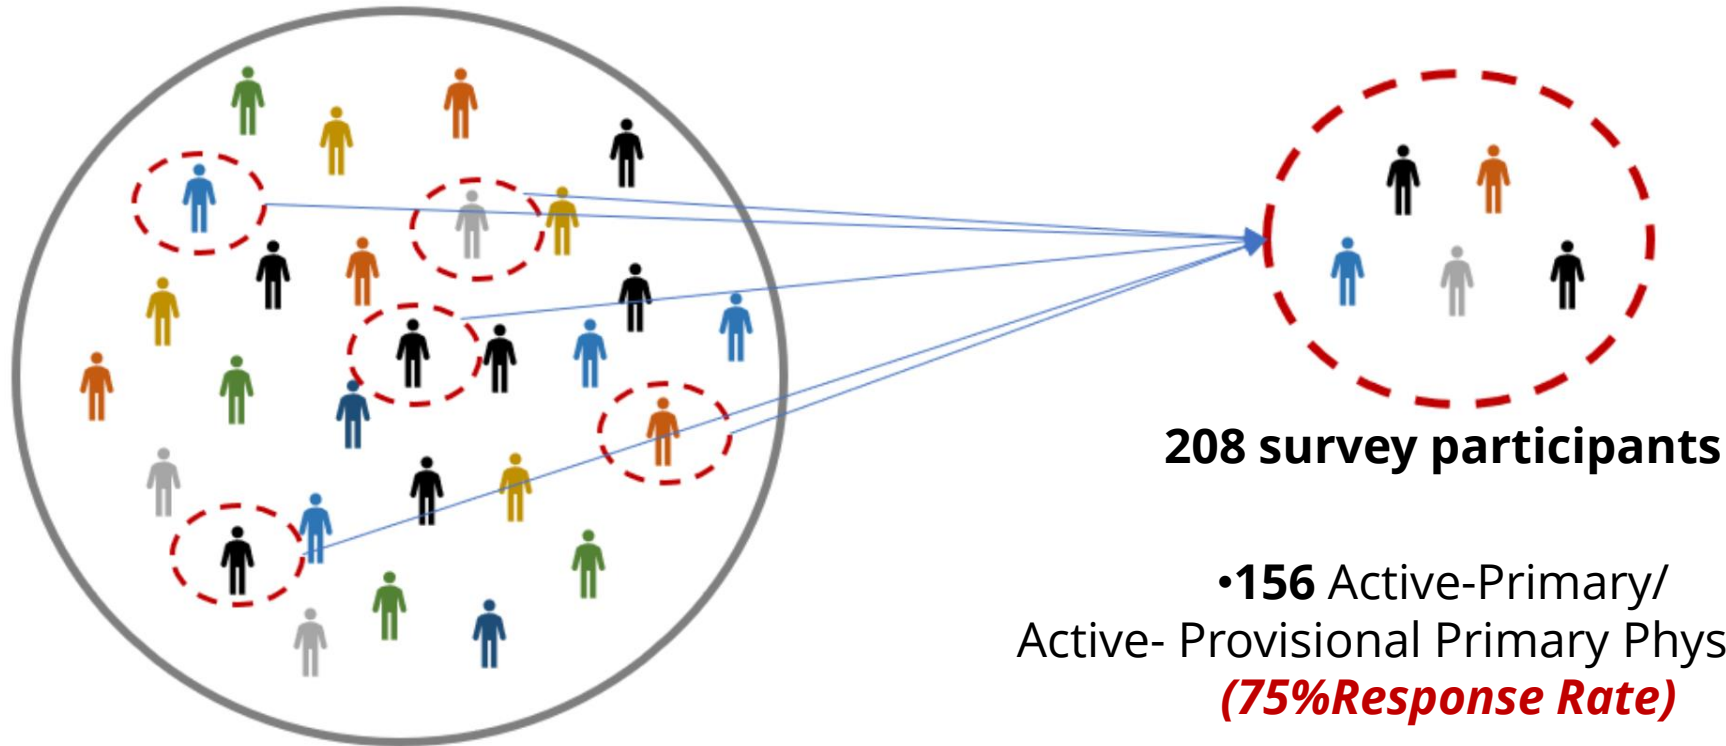 208 survey participants
•156 Active-Primary/
Active- Provisional Primary Phys
(75%Response Rate)